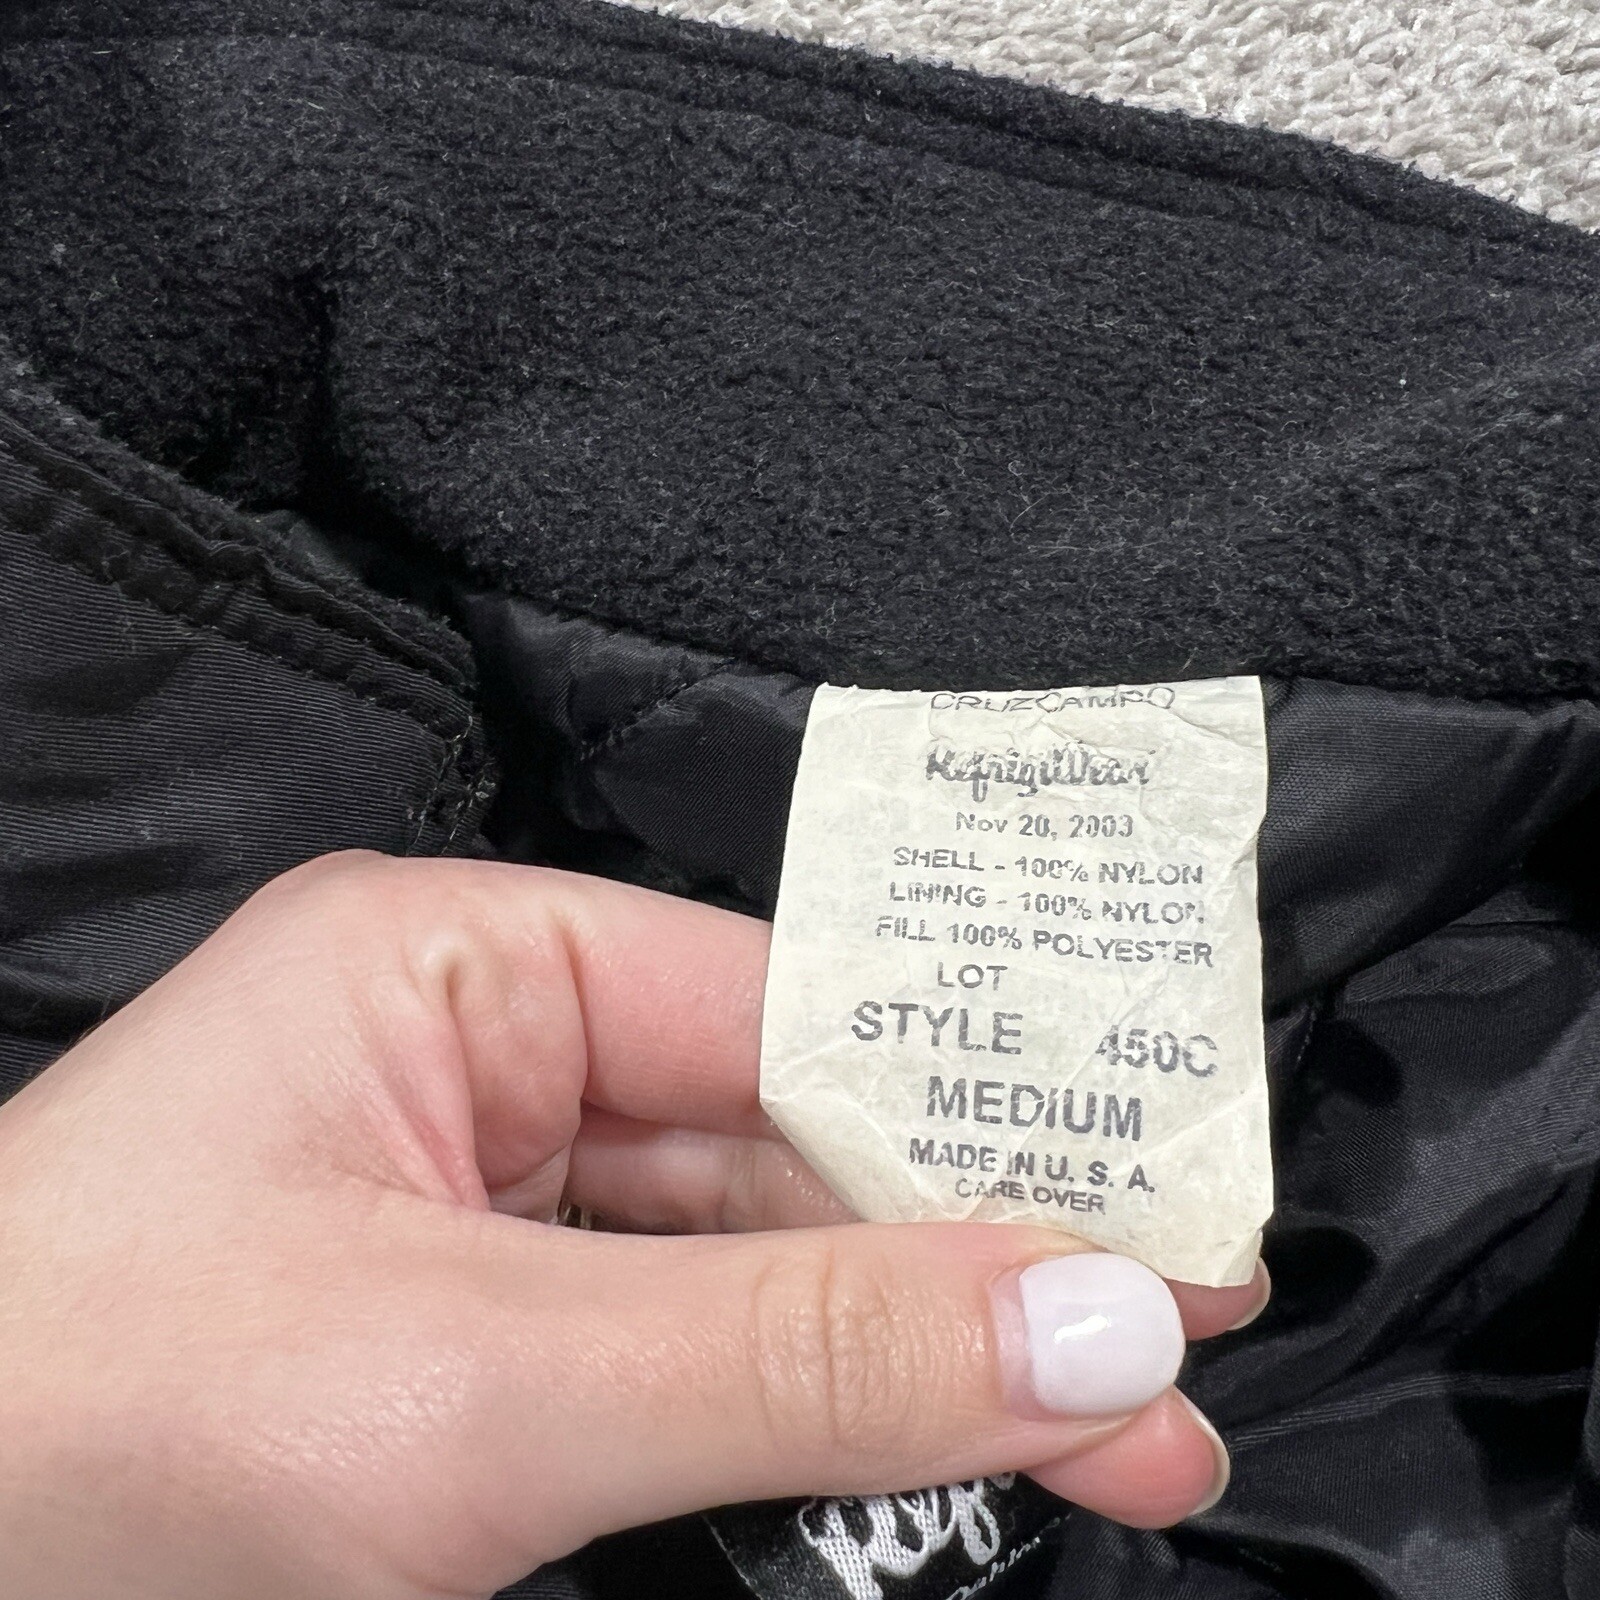 CRUZCAMPO
RefrigiWear
Nov 20, 2003
SHELL - 100% NYLON
LINING - 100% NYLON
FILL 100% POLYESTER
LOT
STYLE 450C
MEDIUM
MADE IN U. S. A.
CARE OVER